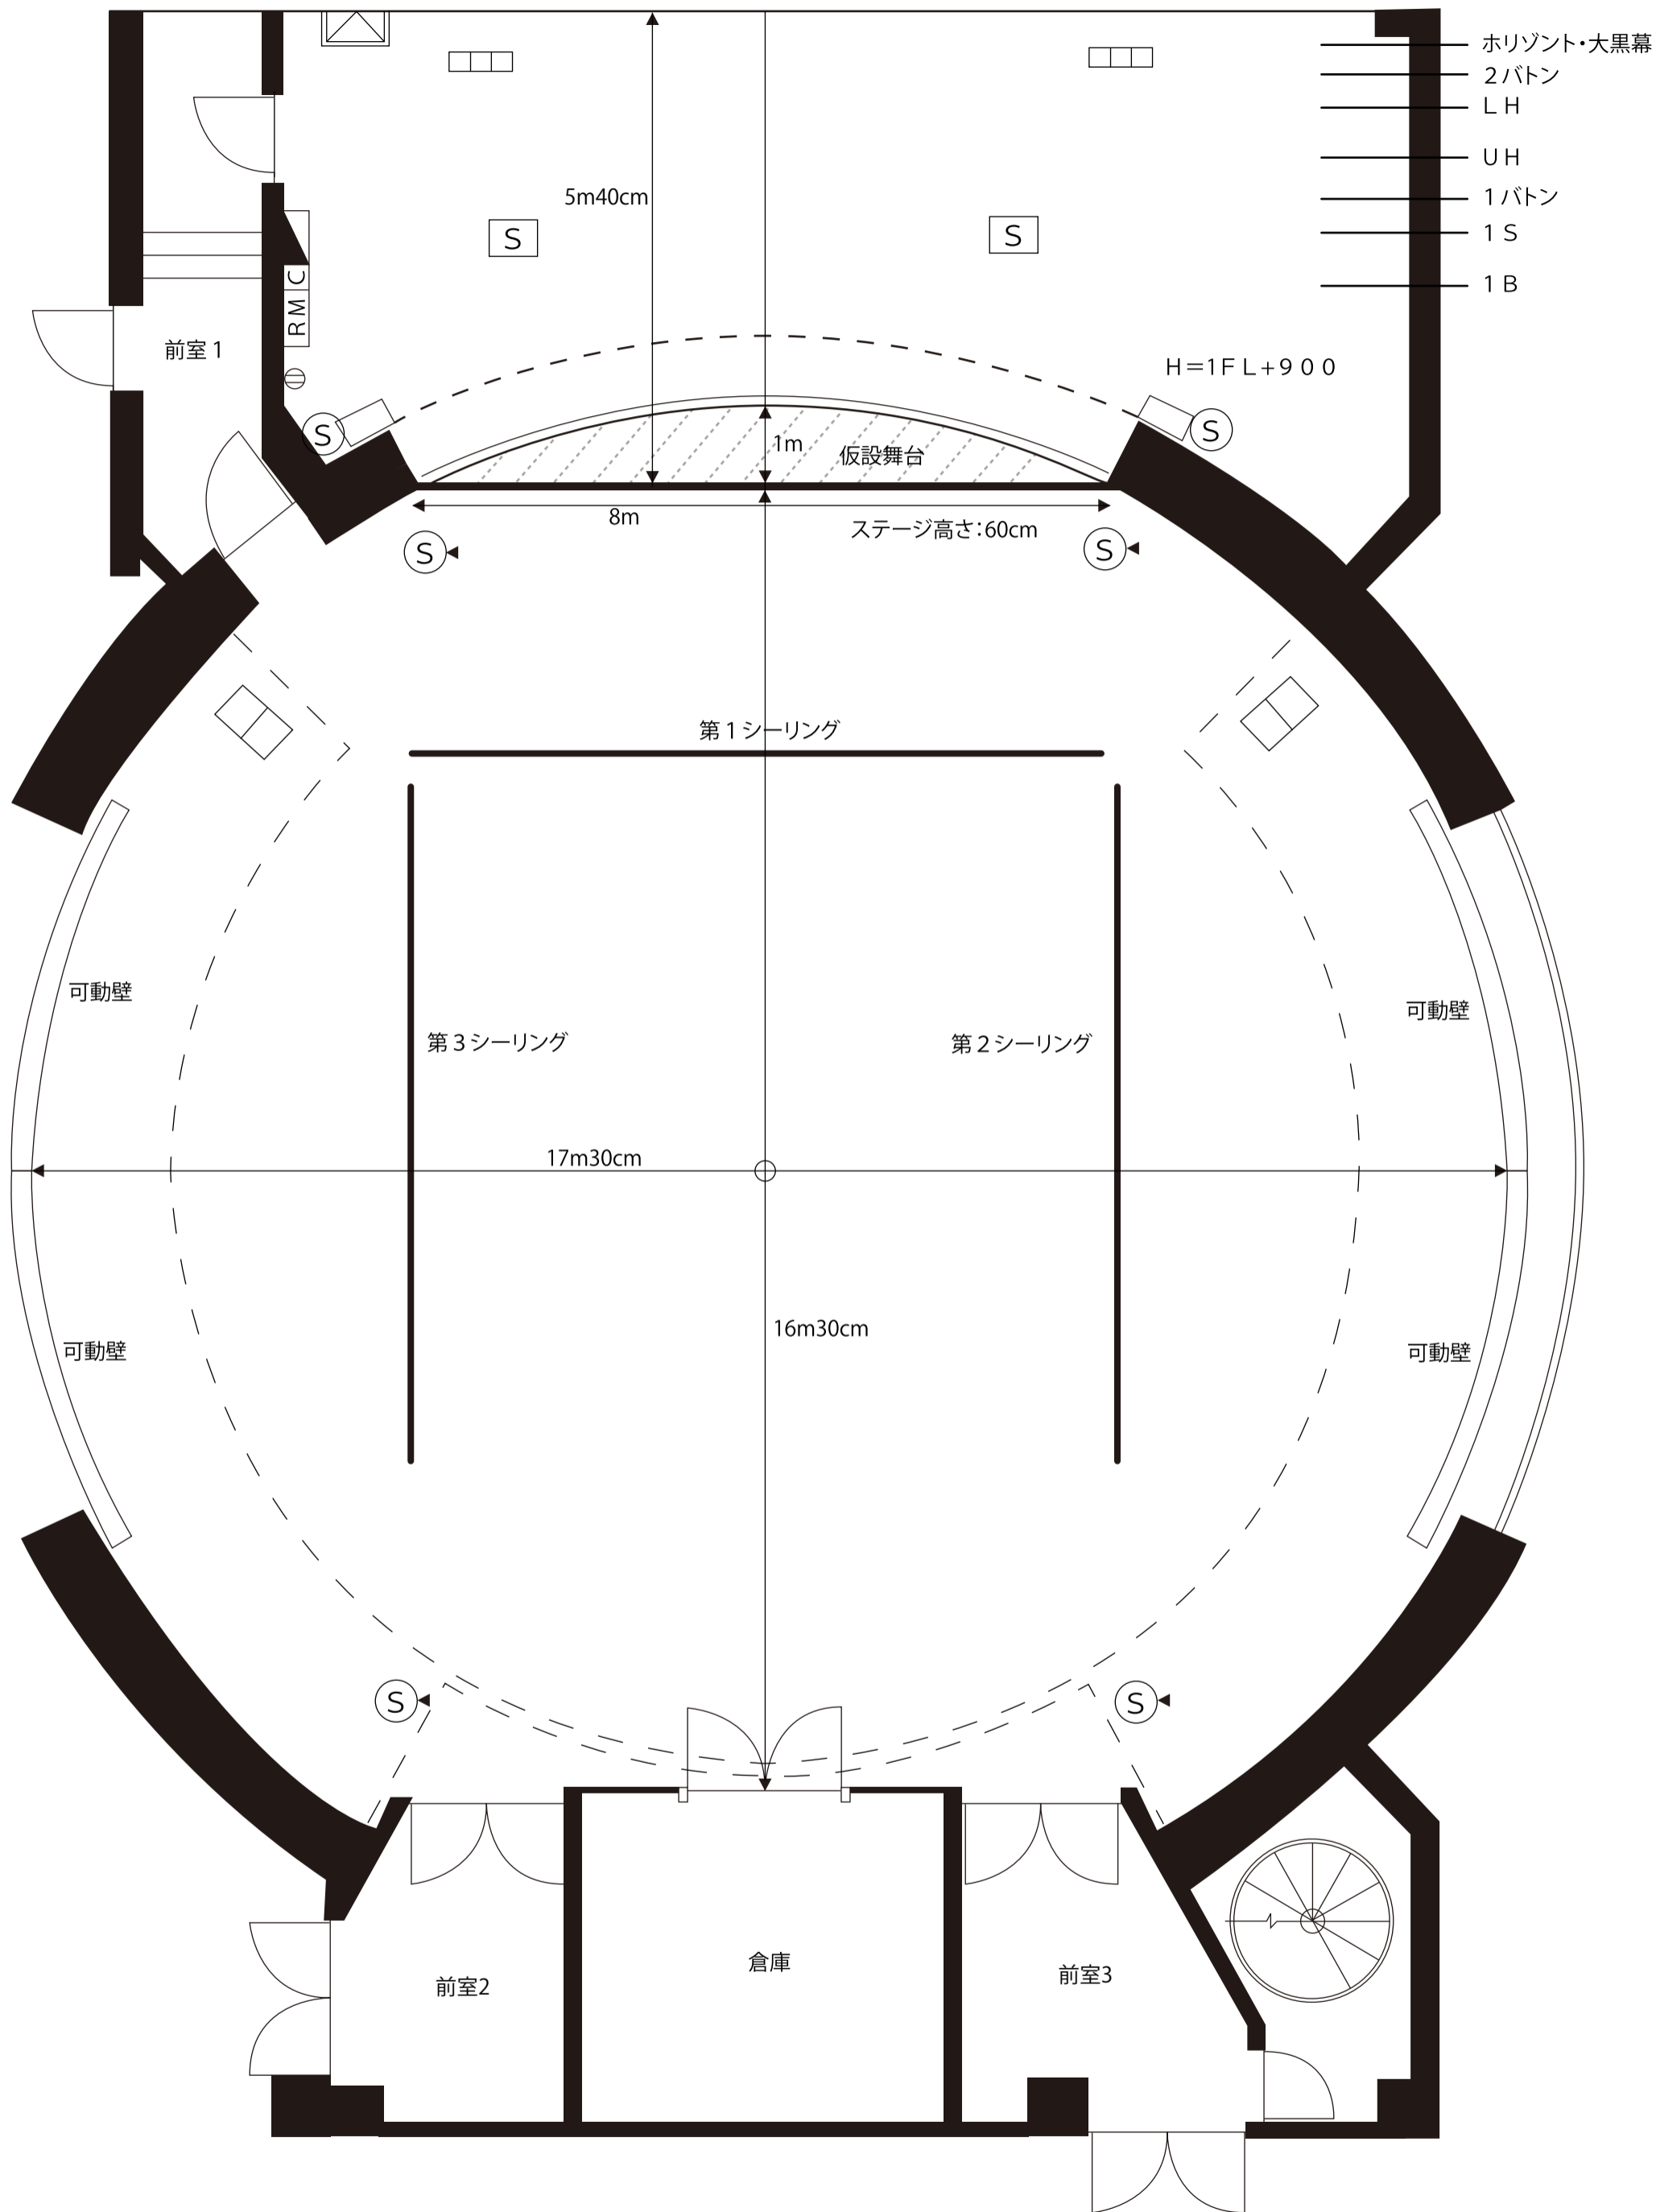 ホリゾント・大黒幕
２バトン
ＬＨ
ＵＨ
１バトン
１Ｓ
１Ｂ
5m40cm
S
S
RM C
前室１
H＝1ＦＬ＋９００
S
S
1m
仮設舞台
8m
ステージ高さ：60cm
S
S
第１シーリング
可動壁
可動壁
第３シーリング
第２シーリング
17m30cm
16m30cm
可動壁
可動壁
S
S
倉庫
前室2
前室3